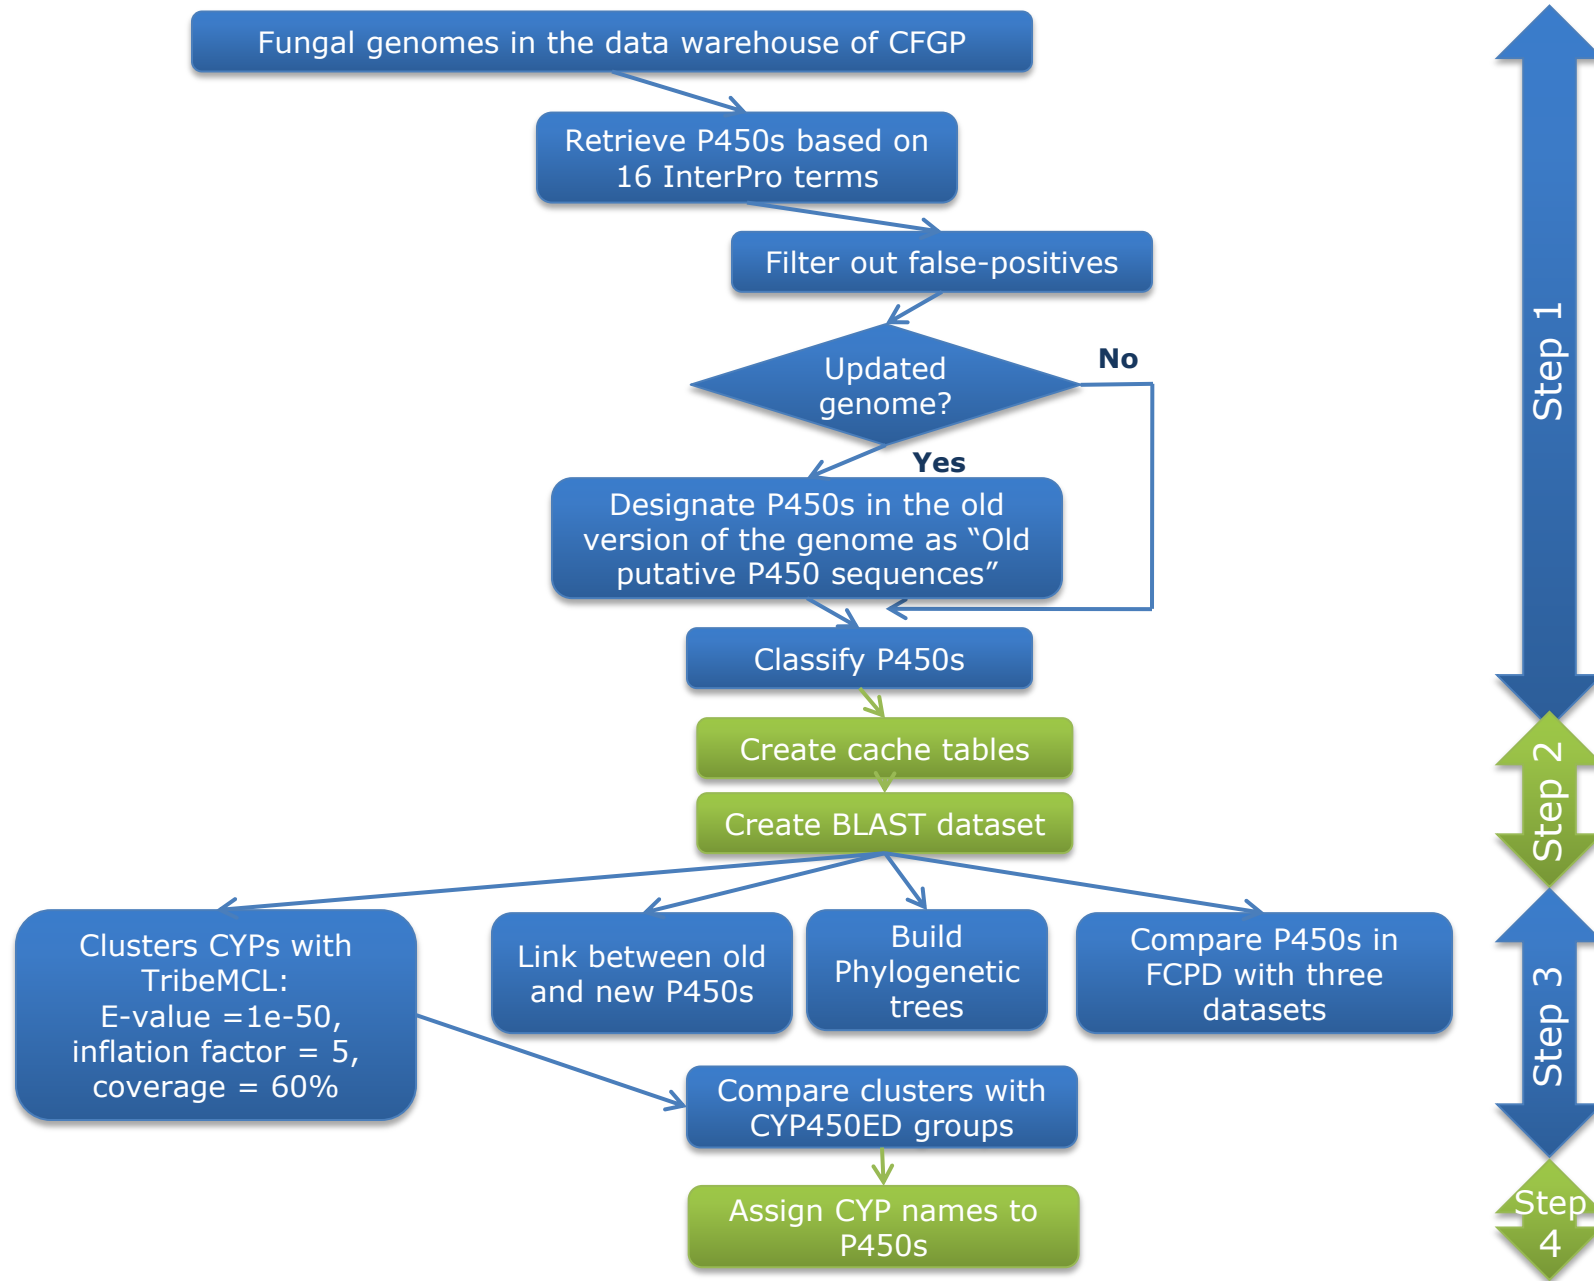 Fungal genomes in the data warehouse of CFGP
Retrieve P450s based on
16 InterPro terms
Filter out false-positives
Updated
genome?
No
Yes
Designate P450s in the old
version of the genome as “Old
putative P450 sequences”
Classify P450s
Step 1
Create cache tables
Create BLAST dataset
Step 2
Clusters CYPs with
TribeMCL:
E-value =1e-50,
inflation factor = 5,
coverage = 60%
Link between old
and new P450s
Build
Phylogenetic
trees
Compare P450s in
FCPD with three
datasets
Compare clusters with
CYP450ED groups
Step 3
Assign CYP names to
P450s
Step
4